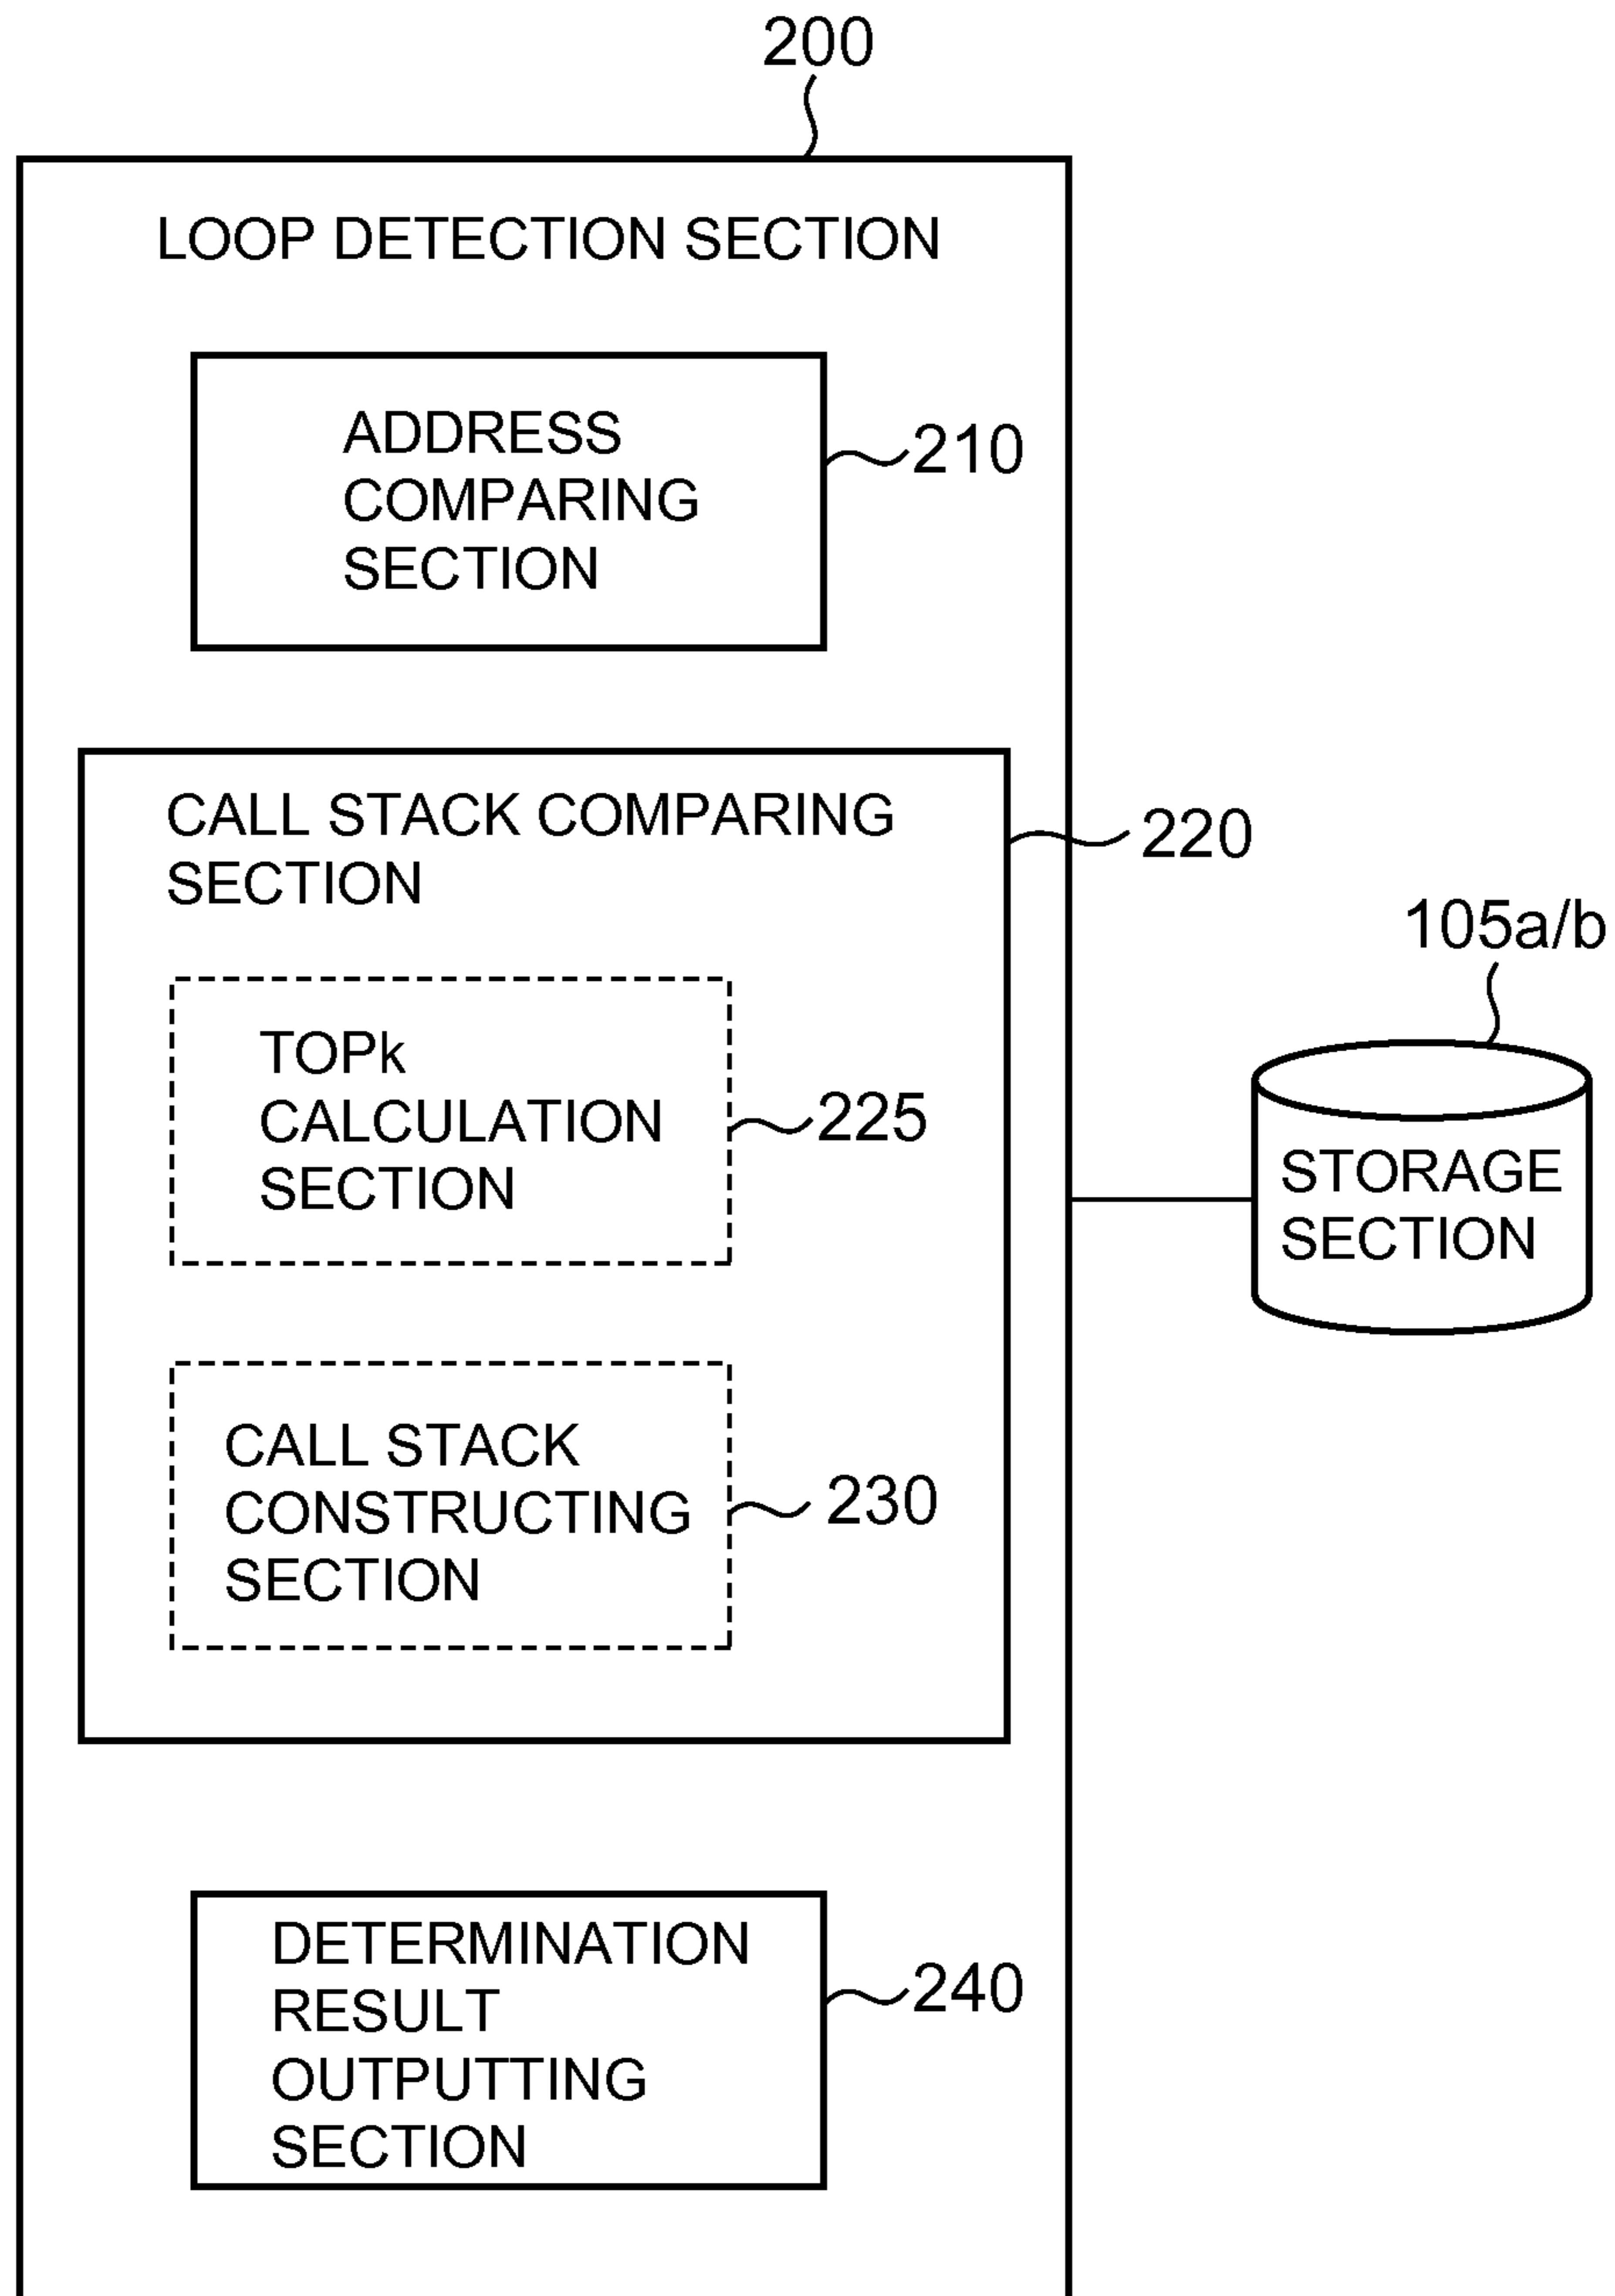 200
LOOP DETECTION SECTION
ADDRESS
COMPARING
SECTION
210
CALL STACK COMPARING
SECTION
220
105a/b
TOPk
CALCULATION
SECTION
225
STORAGE
SECTION
CALL STACK
CONSTRUCTING
SECTION
230
DETERMINATION
RESULT
OUTPUTTING
SECTION
240